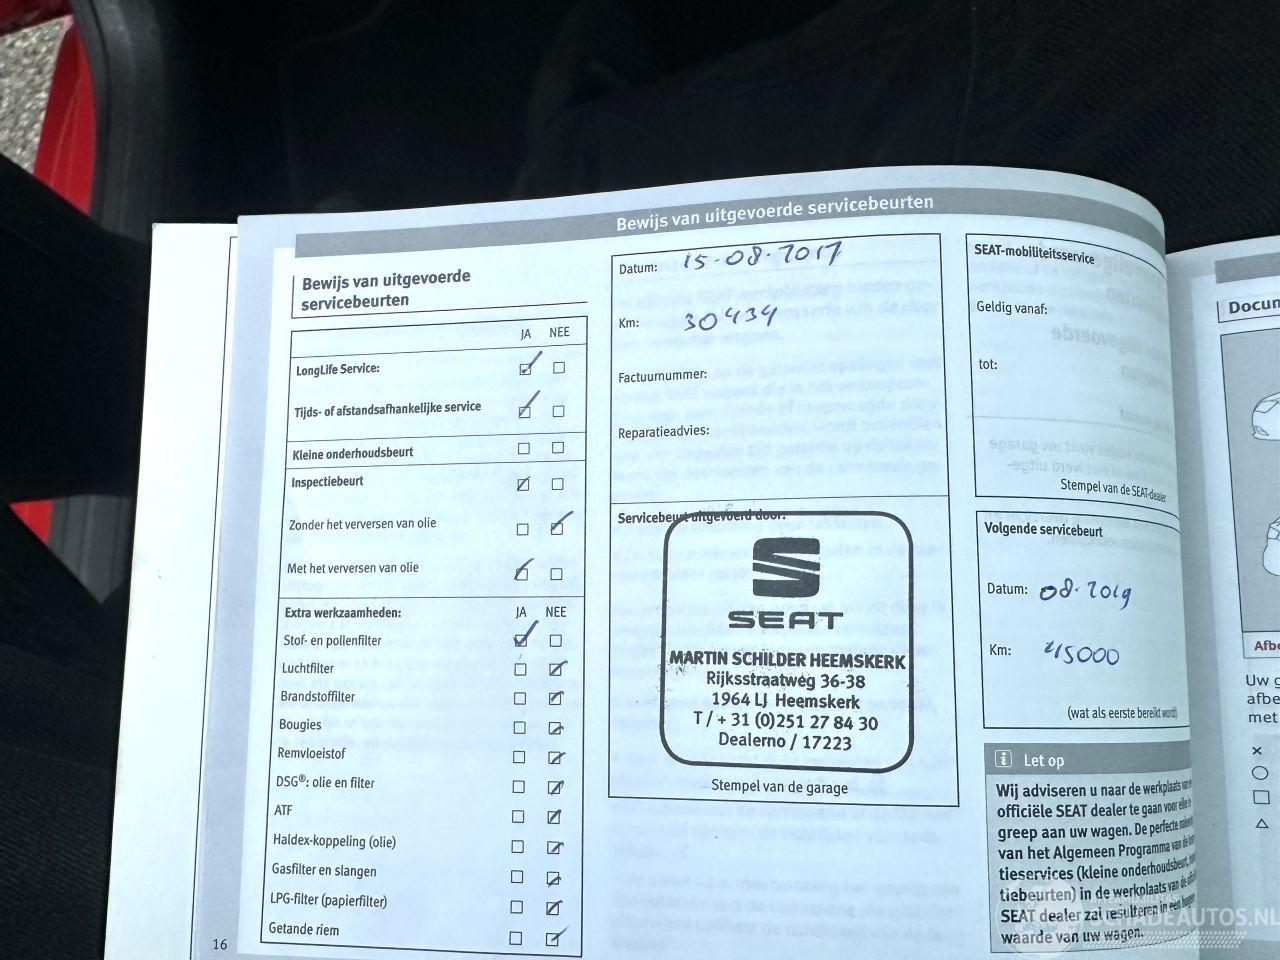 Bewijs van uitgevoerde servicebeurten
Bewijs van uitgevoerde
servicebeurten
JA NEE
LongLife Service:
Tijds- of afstandsafhankelijke service
Kleine onderhoudsbeurt
Inspectiebeurt
Zonder het verversen van olie
Met het verversen van olie
Extra werkzaamheden: JA NEE
Stof- en pollenfilter
Luchtfilter
Brandstoffilter
Bougies
Remvloeistof
DSG®: olie en filter
ATF
Haldex-koppeling (olie)
Gasfilter en slangen
LPG-filter (papierfilter)
Getande riem
16
Datum: 15-08-2017
Km: 30434
Factuurnummer:
Reparatieadvies:
Servicebeurt uitgevoerd door:
SEAT
MARTIN SCHILDER HEEMSKERK
Rijksstraatweg 36-38
1964 LJ Heemskerk
T / + 31 (0)251 27 84 30
Dealerno / 17223
Stempel van de garage
SEAT-mobiliteitsservice
Geldig vanaf:
tot:
Stempel van de SEAT-dealer
Volgende servicebeurt
Datum: 08-2019
Km: 45000
(wat als eerste bereikt wordt)
i Let op
Wij adviseren u naar de werkplaats van
officiële SEAT dealer te gaan voor elke
greep aan uw wagen. De perfecte
van het Algemeen Programma van de
tieservices (kleine onderhoudsbeurt,
tiebeurten) in de werkplaats van de
SEAT dealer zal resulteren in een
waarde van uw wagen.
Docum
Afbe
Uw g
afbe
met
SCHADEAUTOS.NL